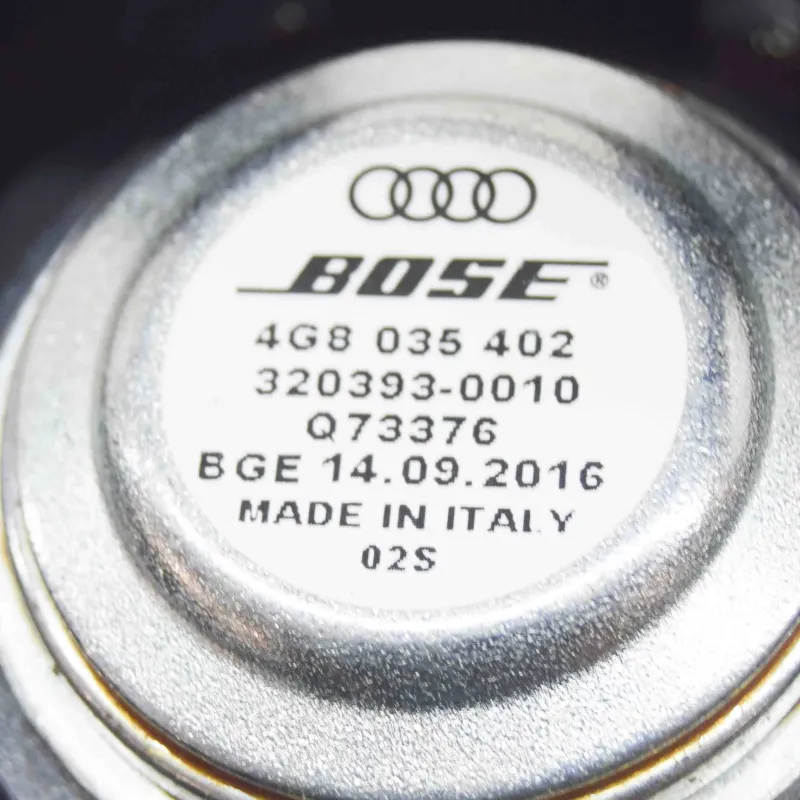 BOSE®
4G8 035 402
320393-0010
Q73376
BGE 14.09.2016
MADE IN ITALY
02S